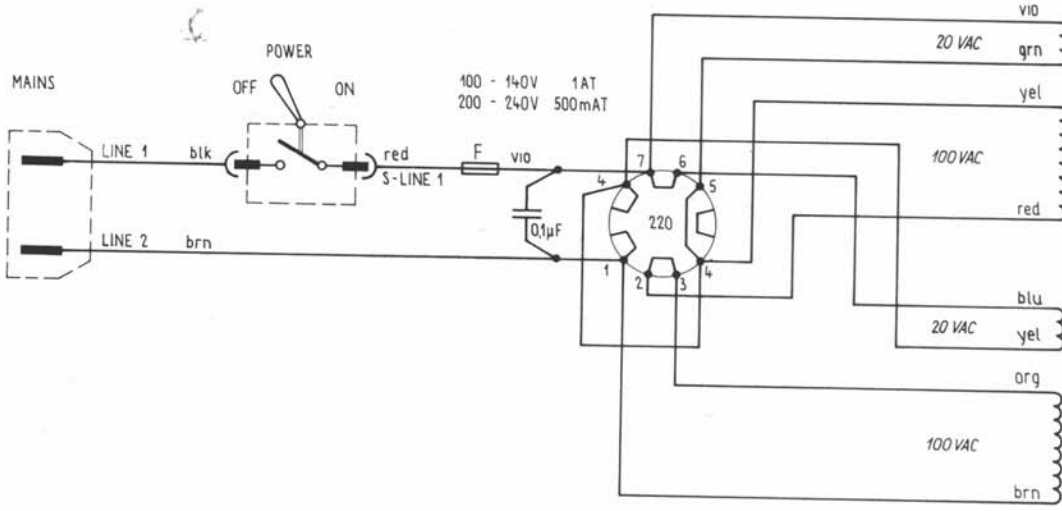 vio
20 VAC
grn
POWER
MAINS
OFF
ON
100 - 140V 1AT
200 - 240V 500mAT
yel
100 VAC
LINE 1
blk
red
S-LINE 1
F
vio
4
7
6
5
220
0,1µF
red
LINE 2
brn
1
2
3
4
blu
20 VAC
yel
org
100 VAC
brn